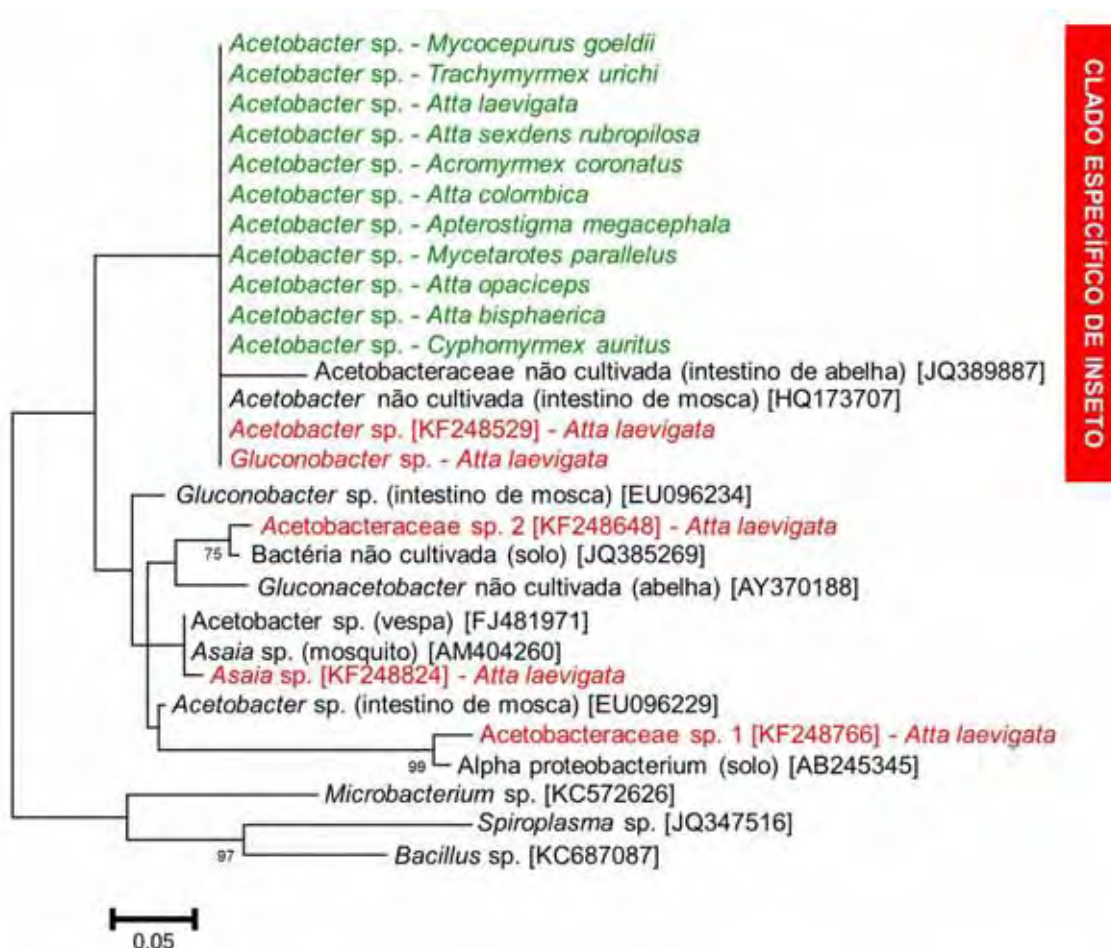 Acetobacter sp. - Mycocepurus goeldii
Acetobacter sp. - Trachymyrmex urichi
Acetobacter sp. - Atta laevigata
Acetobacter sp. - Atta sexdens rubropilosa
Acetobacter sp. - Acromyrmex coronatus
Acetobacter sp. - Atta colombica
Acetobacter sp. - Apterostigma megacephala
Acetobacter sp. - Mycetarotes parallelus
Acetobacter sp. - Atta opaciceps
Acetobacter sp. - Atta bisphaerica
Acetobacter sp. - Cyphomyrmex auritus
Acetobacteraceae não cultivada (intestino de abelha) [JQ389887]
Acetobacter não cultivada (intestino de mosca) [HQ173707]
Acetobacter sp. [KF248529] - Atta laevigata
Gluconobacter sp. - Atta laevigata
CLADO ESPECÍFICO DE INSETO
Gluconobacter sp. (intestino de mosca) [EU096234]
Acetobacteraceae sp. 2 [KF248648] - Atta laevigata
75
Bactéria não cultivada (solo) [JQ385269]
Gluconacetobacter não cultivada (abelha) [AY370188]
Acetobacter sp. (vespa) [FJ481971]
Asaia sp. (mosquito) [AM404260]
Asaia sp. [KF248824] - Atta laevigata
Acetobacter sp. (intestino de mosca) [EU096229]
Acetobacteraceae sp. 1 [KF248766] - Atta laevigata
99
Alpha proteobacterium (solo) [AB245345]
Microbacterium sp. [KC572626]
Spiroplasma sp. [JQ347516]
97
Bacillus sp. [KC687087]
0.05